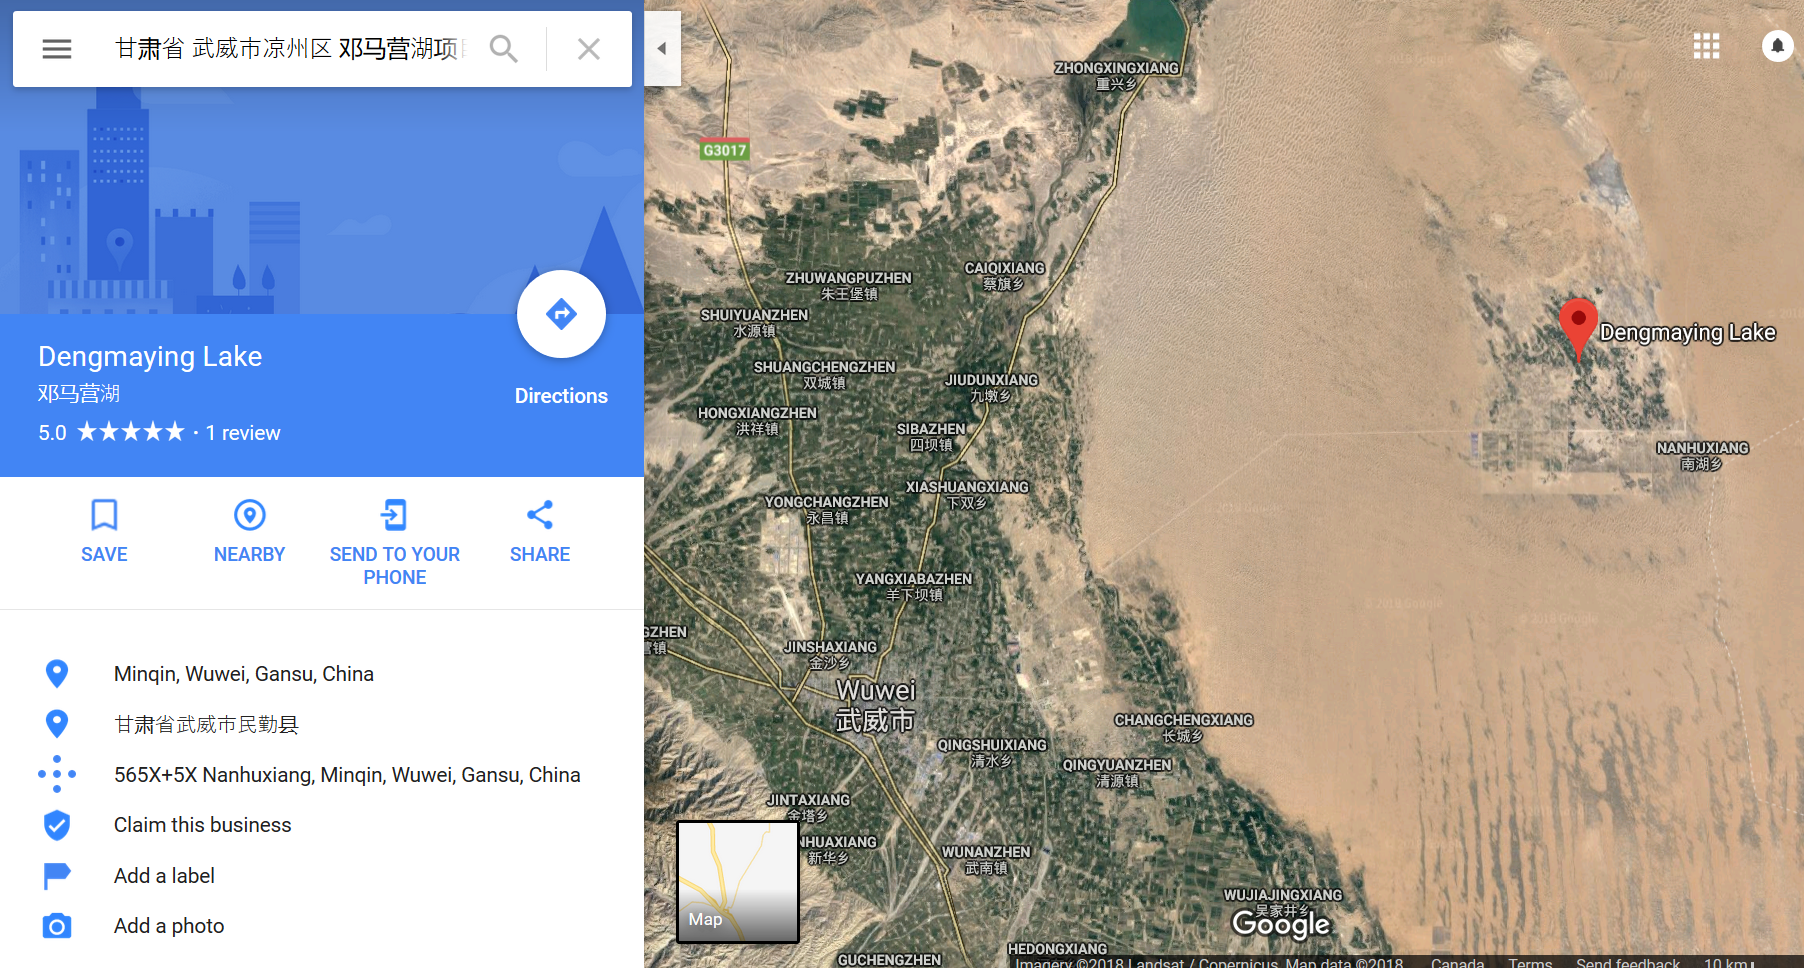 甘肃省 武威市凉州区 邓马营湖项
Dengmaying Lake
邓马营湖
5.0 ★★★★★ · 1 review
Directions
SAVE
NEARBY
SEND TO YOUR
PHONE
SHARE
Minqin, Wuwei, Gansu, China
甘肃省武威市民勤县
565X+5X Nanhuxiang, Minqin, Wuwei, Gansu, China
Claim this business
Add a label
Add a photo
ZHONGXINGXIANG
重兴乡
G3017
CAIQIXIANG
蔡旗乡
ZHUWANGPUZHEN
朱王堡镇
SHUIYUANZHEN
水源镇
Dengmaying Lake
SHUANGCHENGZHEN
双城镇
JIUDUNXIANG
九墩乡
HONGXIANGZHEN
洪祥镇
SIBAZHEN
四坝镇
NANHUXIANG
南湖乡
XIASHUANGXIANG
下双乡
YONGCHANGZHEN
永昌镇
YANGXIABAZHEN
羊下坝镇
© 2018 Google
© 2018 Google
GZHEN
营镇
JINSHAXIANG
金沙乡
Wuwei
武威市
CHANGCHENGXIANG
长城乡
QINGSHUIXIANG
清水乡
QINGYUANZHEN
清源镇
JINTAXIANG
金塔乡
NHUAXIANG
新华乡
WUNANZHEN
武南镇
WUJIAJINGXIANG
吴家井乡
Google
Map
HEDONGXIANG
GUCHENGZHEN
Imagery ©2018 Landsat / Copernicus, Map data ©2018 Canada Terms Send feedback 10 km